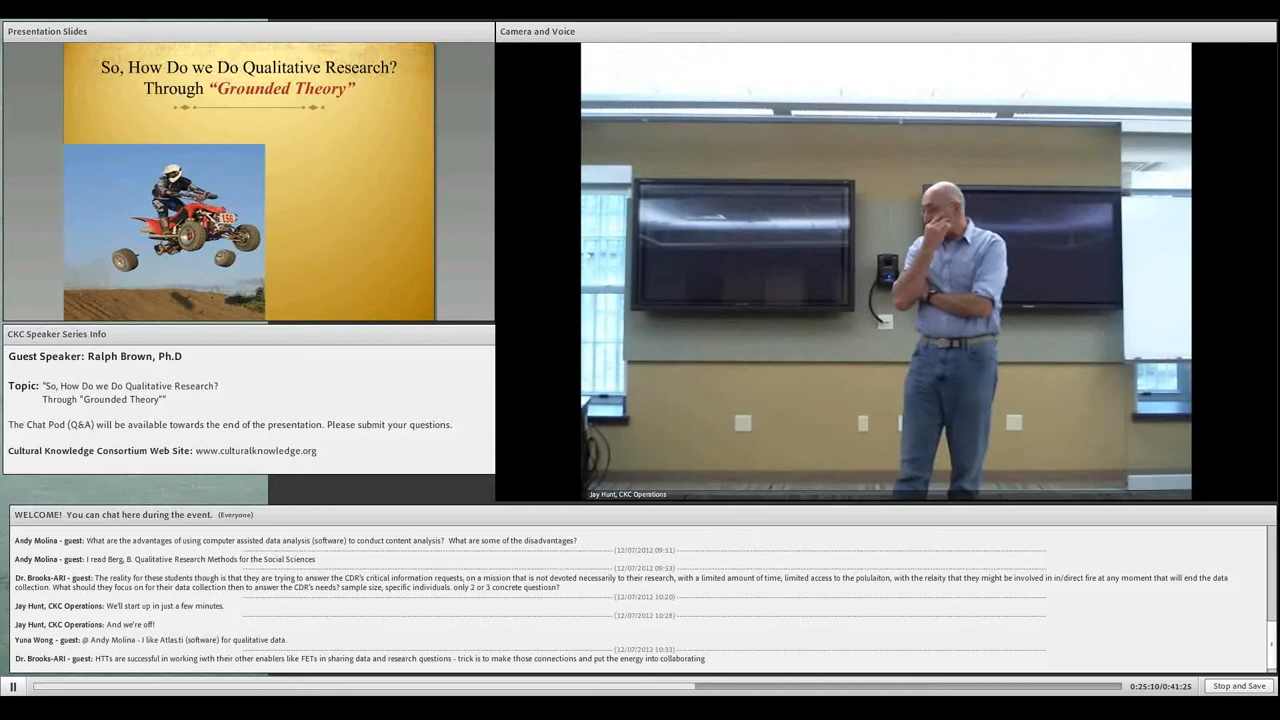 Presentation Slides
So, How Do we Do Qualitative Research?
Through “Grounded Theory”
156
CKC Speaker Series Info
Guest Speaker: Ralph Brown, Ph.D
Topic: "So, How Do we Do Qualitative Research?
Through "Grounded Theory""
The Chat Pod (Q&A) will be available towards the end of the presentation. Please submit your questions.
Cultural Knowledge Consortium Web Site: www.culturalknowledge.org
Camera and Voice
Jay Hunt, CKC Operations
WELCOME! You can chat here during the event. (Everyone)
Andy Molina - guest: What are the advantages of using computer assisted data analysis (software) to conduct content analysis? What are some of the disadvantages?
(12/07/2012 09:51)
Andy Molina - guest: I read Berg, B. Qualitative Research Methods for the Social Sciences
(12/07/2012 09:53)
Dr. Brooks-ARI - guest: The reality for these students though is that they are trying to answer the CDR's critical information requests, on a mission that is not devoted necessarily to their research, with a limited amount of time, limited access to the polulaiton, with the relaity that they might be involved in in/direct fire at any moment that will end the data
collection. What should they focus on for their data collection then to answer the CDR's needs? sample size, specific individuals. only 2 or 3 concrete questiosn?
(12/07/2012 10:20)
Jay Hunt, CKC Operations: We'll start up in just a few minutes.
(12/07/2012 10:28)
Jay Hunt, CKC Operations: And we're off!
Yuna Wong - guest: @ Andy Molina - I like Atlas.ti (software) for qualitative data.
(12/07/2012 10:33)
Dr. Brooks-ARI - guest: HTTs are successful in working iwth their other enablers like FETs in sharing data and research questions - trick is to make those connections and put the energy into collaborating
0:25:10/0:41:25
Stop and Save